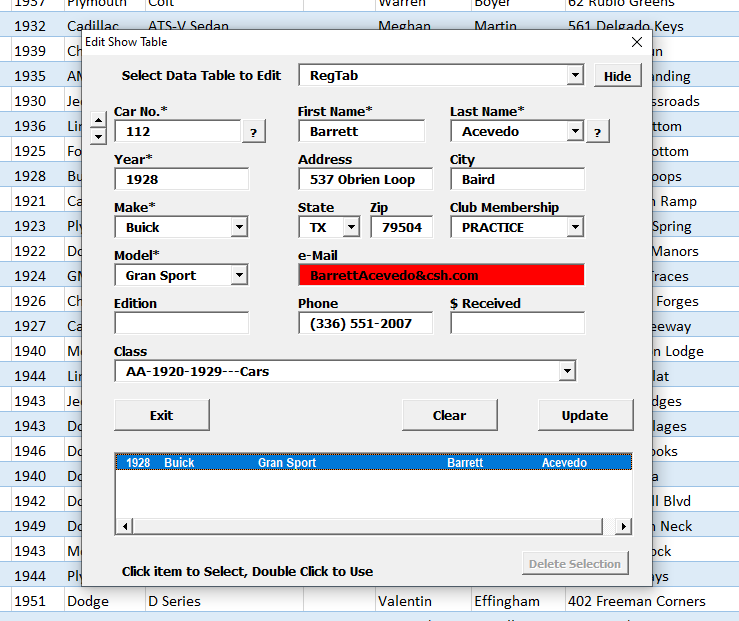 1937 Plymouth Colt Warren Boyer 62 Rubio Greens
1932 Cadillac ATS-V Sedan Meghan Martin 561 Delgado Keys
Edit Show Table
1939 Ch un
Select Data Table to Edit RegTab Hide
1935 AM anding
1930 Jee ssroads
Car No.* First Name* Last Name*
112 ? Barrett Acevedo ?
1936 Lin ttom
1925 Fo ottom
Year* Address City
1928 537 Obrien Loop Baird
1928 Bu oops
1921 Ca n Ramp
Make* State Zip Club Membership
Buick TX 79504 PRACTICE
1923 Ply Spring
1922 Do Manors
Model* e-Mail
Gran Sport BarrettAcevedo&csh.com
1924 GM Traces
1926 Ch Forges
Edition Phone $ Received
(336) 551-2007
1927 Ca eeway
1940 Me n Lodge
Class
AA-1920-1929---Cars
1944 Lin lat
1943 Jee dges
Exit Clear Update
1943 Do lages
1946 Do ooks
1928 Buick Gran Sport Barrett Acevedo
1940 Do a
1942 Do ll Blvd
1949 Do n Neck
1943 Me ock
Click item to Select, Double Click to Use Delete Selection
1944 Ply ays
1951 Dodge D Series Valentin Effingham 402 Freeman Corners